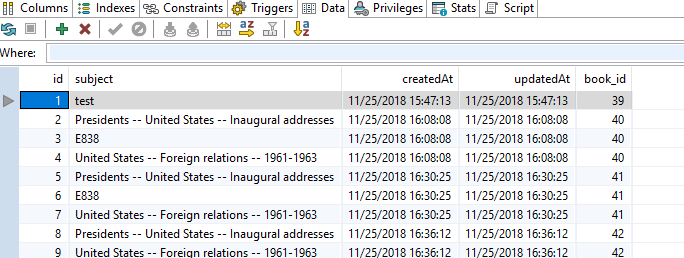 Columns Indexes Constraints Triggers Data Privileges Stats Script
Where:
id subject createdAt updatedAt book_id
1 test 11/25/2018 15:47:13 11/25/2018 15:47:13 39
2 Presidents -- United States -- Inaugural addresses 11/25/2018 16:08:08 11/25/2018 16:08:08 40
3 E838 11/25/2018 16:08:08 11/25/2018 16:08:08 40
4 United States -- Foreign relations -- 1961-1963 11/25/2018 16:08:08 11/25/2018 16:08:08 40
5 Presidents -- United States -- Inaugural addresses 11/25/2018 16:30:25 11/25/2018 16:30:25 41
6 E838 11/25/2018 16:30:25 11/25/2018 16:30:25 41
7 United States -- Foreign relations -- 1961-1963 11/25/2018 16:30:25 11/25/2018 16:30:25 41
8 Presidents -- United States -- Inaugural addresses 11/25/2018 16:36:12 11/25/2018 16:36:12 42
9 United States -- Foreign relations -- 1961-1963 11/25/2018 16:36:12 11/25/2018 16:36:12 42